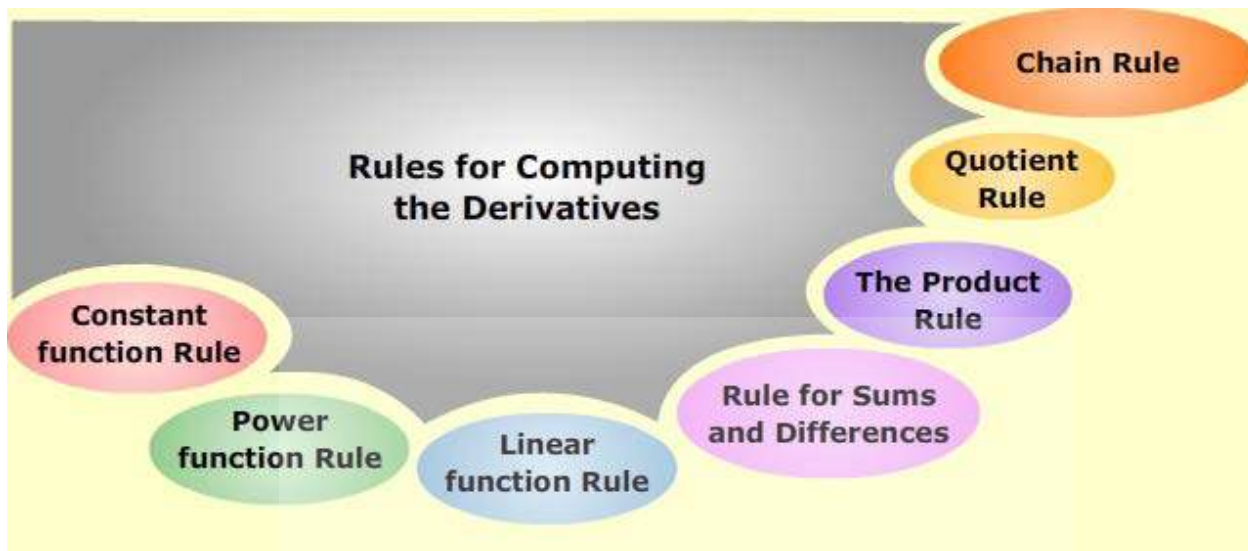 Rules for Computing
the Derivatives
Chain Rule
Quotient
Rule
The Product
Rule
Rule for Sums
and Differences
Linear
function Rule
Power
function Rule
Constant
function Rule